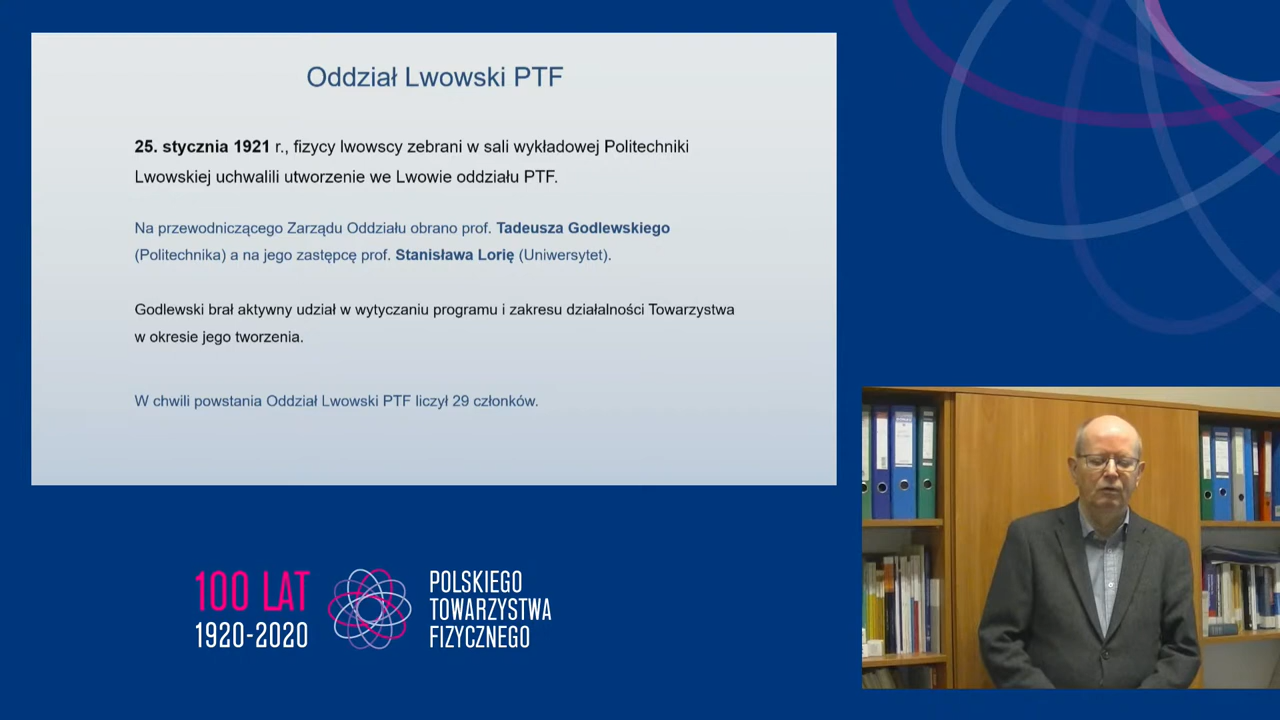 Oddział Lwowski PTF
25. stycznia 1921 r., fizycy lwowscy zebrani w sali wykładowej Politechniki
Lwowskiej uchwalili utworzenie we Lwowie oddziału PTF.
Na przewodniczącego Zarządu Oddziału obrano prof. Tadeusza Godlewskiego
(Politechnika) a na jego zastępcę prof. Stanisława Lorię (Uniwersytet).
Godlewski brał aktywny udział w wytyczaniu programu i zakresu działalności Towarzystwa
w okresie jego tworzenia.
W chwili powstania Oddział Lwowski PTF liczył 29 członków.
100 LAT
1920-2020
POLSKIEGO
TOWARZYSTWA
FIZYCZNEGO